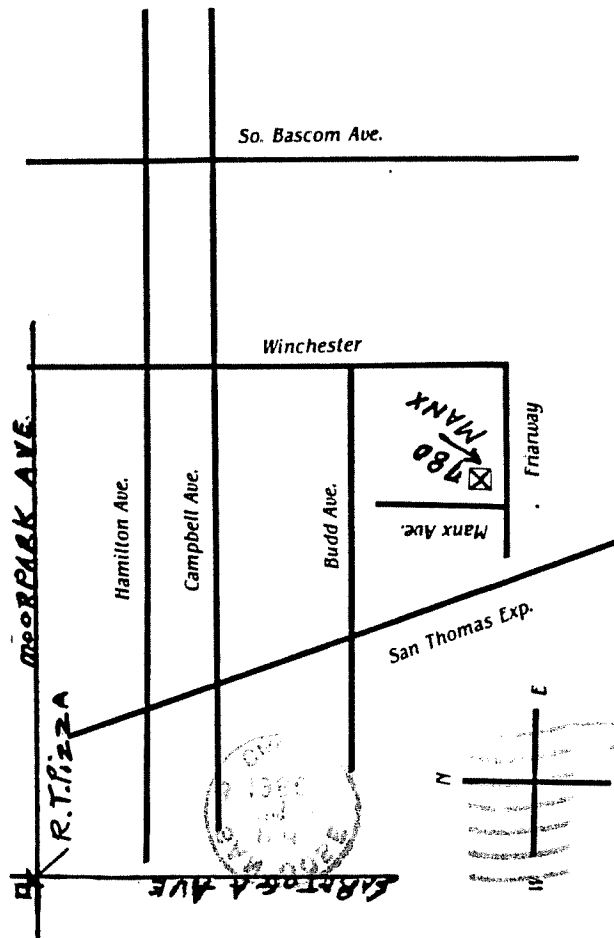 So. Bascom Ave.
Winchester
MOORPARK AVE.
Hamilton Ave.
Campbell Ave.
Budd Ave.
780
MANX
Friarway
Manx Ave.
San Thomas Exp.
R.T. PIZZA
SARATOGA AVE
N
E
W